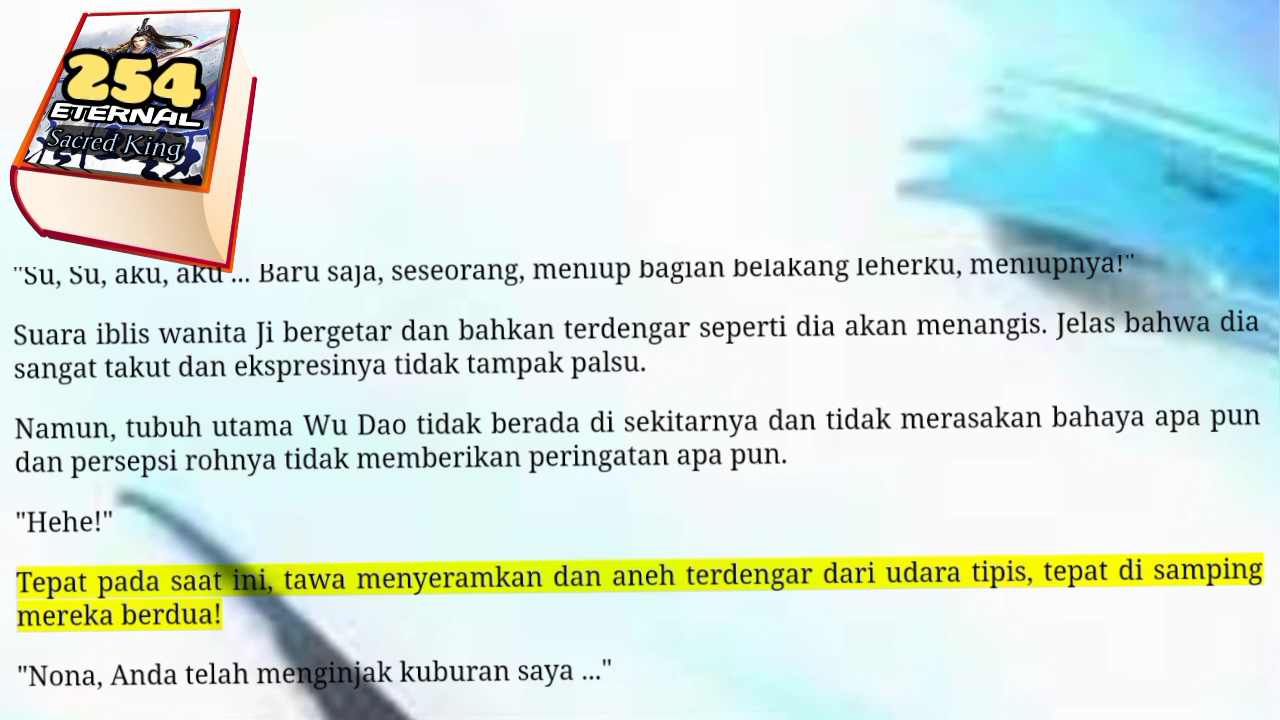 254
ETERNAL
Sacred King
"Su, Su, aku, aku ... Baru saja, seseorang, meniup bagian belakang leherku, meniupnya!"
Suara iblis wanita Ji bergetar dan bahkan terdengar seperti dia akan menangis. Jelas bahwa dia
sangat takut dan ekspresinya tidak tampak palsu.
Namun, tubuh utama Wu Dao tidak berada di sekitarnya dan tidak merasakan bahaya apa pun
dan persepsi rohnya tidak memberikan peringatan apa pun.
"Hehe!"
Tepat pada saat ini, tawa menyeramkan dan aneh terdengar dari udara tipis, tepat di samping
mereka berdua!
"Nona, Anda telah menginjak kuburan saya ..."